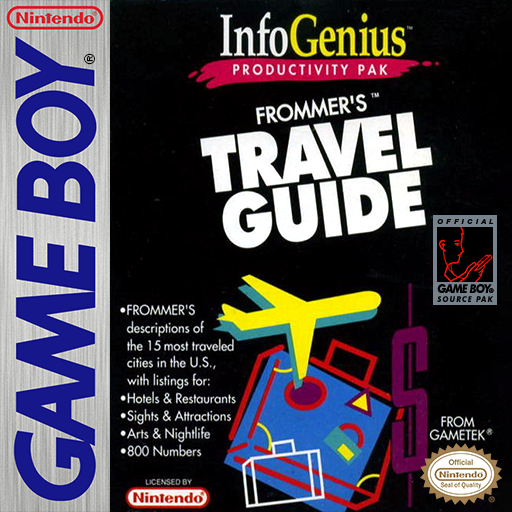 Nintendo®
GAME BOY®
InfoGenius™
PRODUCTIVITY PAK
FROMMER'S™
TRAVEL
GUIDE
OFFICIAL
GAME BOY®
SOURCE PAK
•FROMMER'S
descriptions of
the 15 most traveled
cities in the U.S.,
with listings for:
•Hotels & Restaurants
•Sights & Attractions
•Arts & Nightlife
•800 Numbers
S
FROM
GAMETEK®
LICENSED BY
Nintendo
Official
Nintendo
Seal of Quality